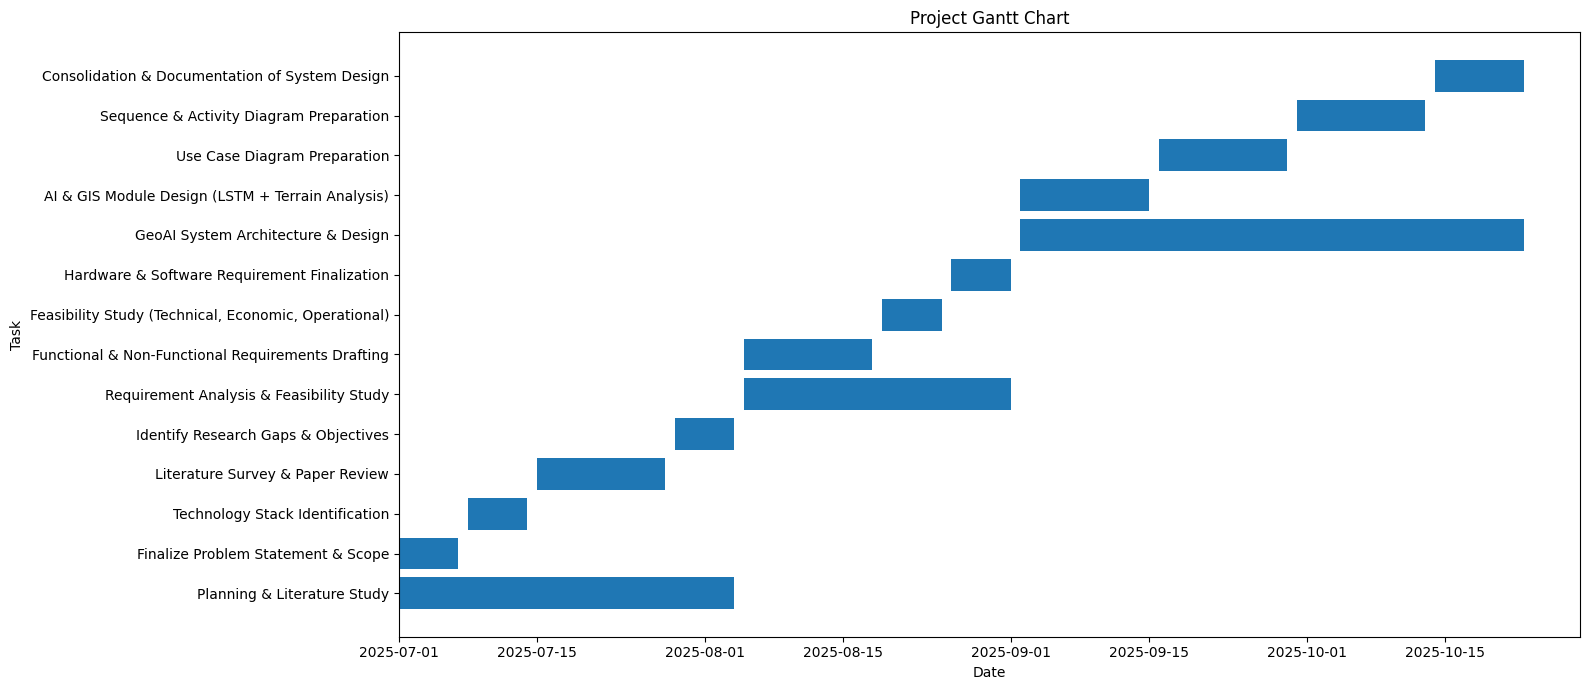 Project Gantt Chart
Consolidation & Documentation of System Design
Sequence & Activity Diagram Preparation
Use Case Diagram Preparation
AI & GIS Module Design (LSTM + Terrain Analysis)
GeoAI System Architecture & Design
Hardware & Software Requirement Finalization
Feasibility Study (Technical, Economic, Operational)
Functional & Non-Functional Requirements Drafting
Requirement Analysis & Feasibility Study
Identify Research Gaps & Objectives
Literature Survey & Paper Review
Technology Stack Identification
Finalize Problem Statement & Scope
Planning & Literature Study
Task
2025-07-01 2025-07-15 2025-08-01 2025-08-15 2025-09-01 2025-09-15 2025-10-01 2025-10-15
Date